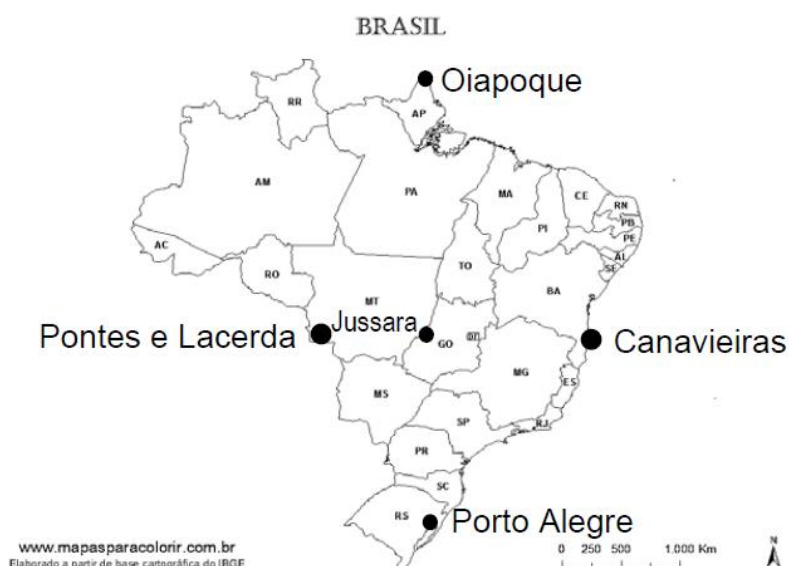 BRASIL
Oiapoque
RR
AP
AM
PA
MA
CE
RN
PB
PE
PI
AL
SE
AC
RO
TO
BA
MT
Jussara
Pontes e Lacerda
GO
DF
Canavieiras
MG
ES
MS
SP
RJ
PR
SC
RS
Porto Alegre
www.mapasparacolorir.com.br
Elaborado a partir de base cartográfica do IBGE
0 250 500 1.000 Km
N